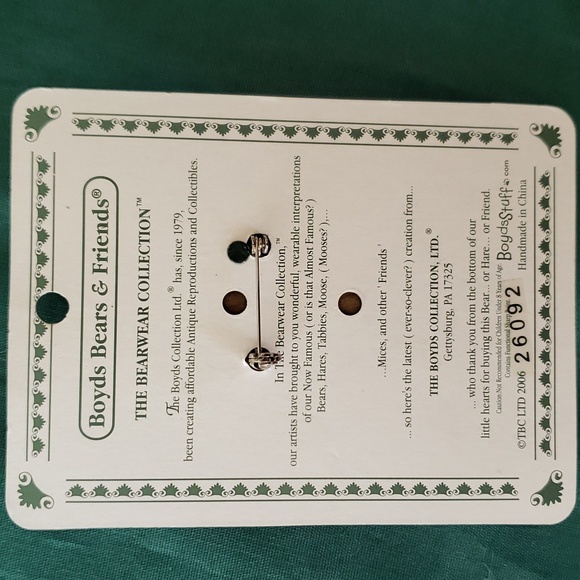 Boyds Bears & Friends®
THE BEARWEAR COLLECTION™
The Boyds Collection Ltd.® has, since 1979,
been creating affordable Antique Reproductions and Collectibles.
In The Bearwear Collection,™
our artists have brought to you wonderful, wearable interpretations
of our Now Famous ( or is that Almost Famous? )
Bears, Hares, Tabbies, Moose, ( Mooses? ),...
...Mices, and other 'Friends'
... so here's the latest ( ever-so-clever? ) creation from...
THE BOYDS COLLECTION, LTD.®
Gettysburg, PA 17325
... who thank you from the bottom of our
little hearts for buying this Bear... or Hare... or Friend.
Caution: Not Recommended for Children Under 8 Years of Age.
Contains Functional Sharp
BoydsStuff.com
©TBC LTD 2006 26092 Handmade in China